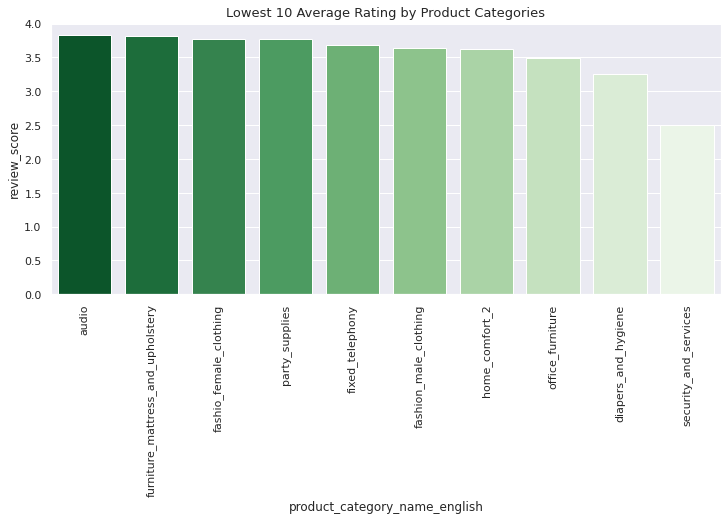 Lowest 10 Average Rating by Product Categories
4.0
3.5
3.0
2.5
2.0
1.5
1.0
0.5
0.0
review_score
audio
furniture_mattress_and_upholstery
fashio_female_clothing
party_supplies
fixed_telephony
fashion_male_clothing
home_comfort_2
office_furniture
diapers_and_hygiene
security_and_services
product_category_name_english